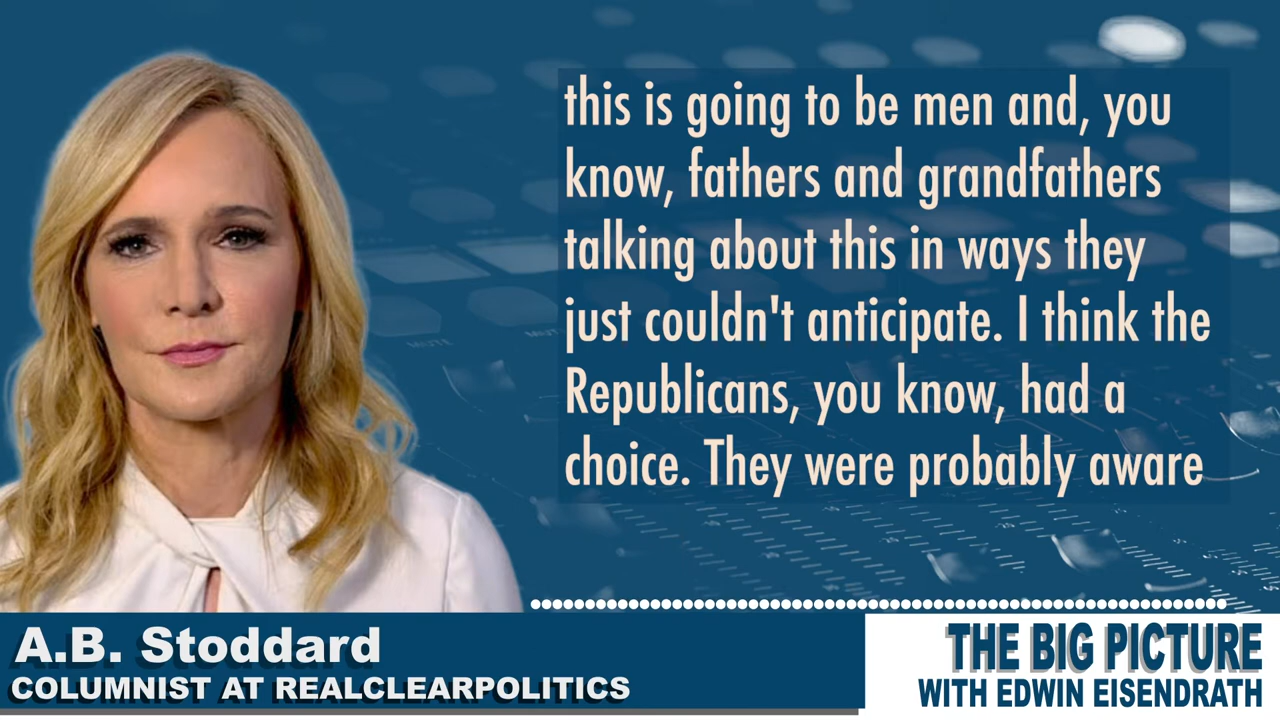 this is going to be men and, you
know, fathers and grandfathers
talking about this in ways they
just couldn't anticipate. I think the
Republicans, you know, had a
choice. They were probably aware
A.B. Stoddard
COLUMNIST AT REALCLEARPOLITICS
THE BIG PICTURE
WITH EDWIN EISENDRATH
MUTE